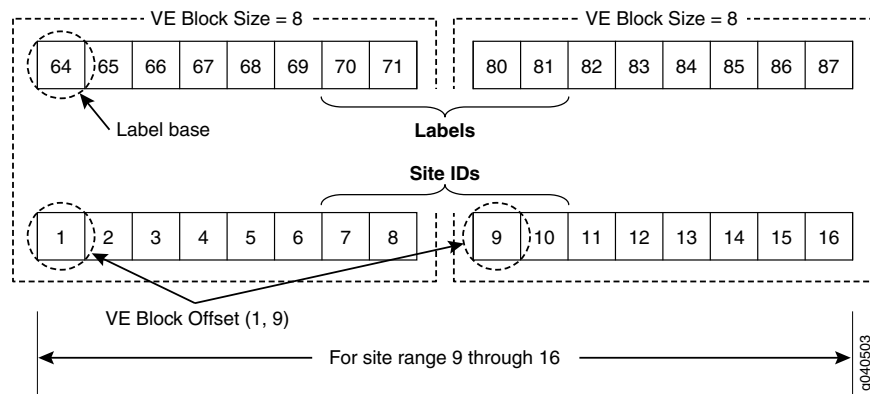 VE Block Size = 8 VE Block Size = 8
64 65 66 67 68 69 70 71 80 81 82 83 84 85 86 87
Label base
Labels
Site IDs
1 2 3 4 5 6 7 8 9 10 11 12 13 14 15 16
VE Block Offset (1, 9)
For site range 9 through 16
g040503